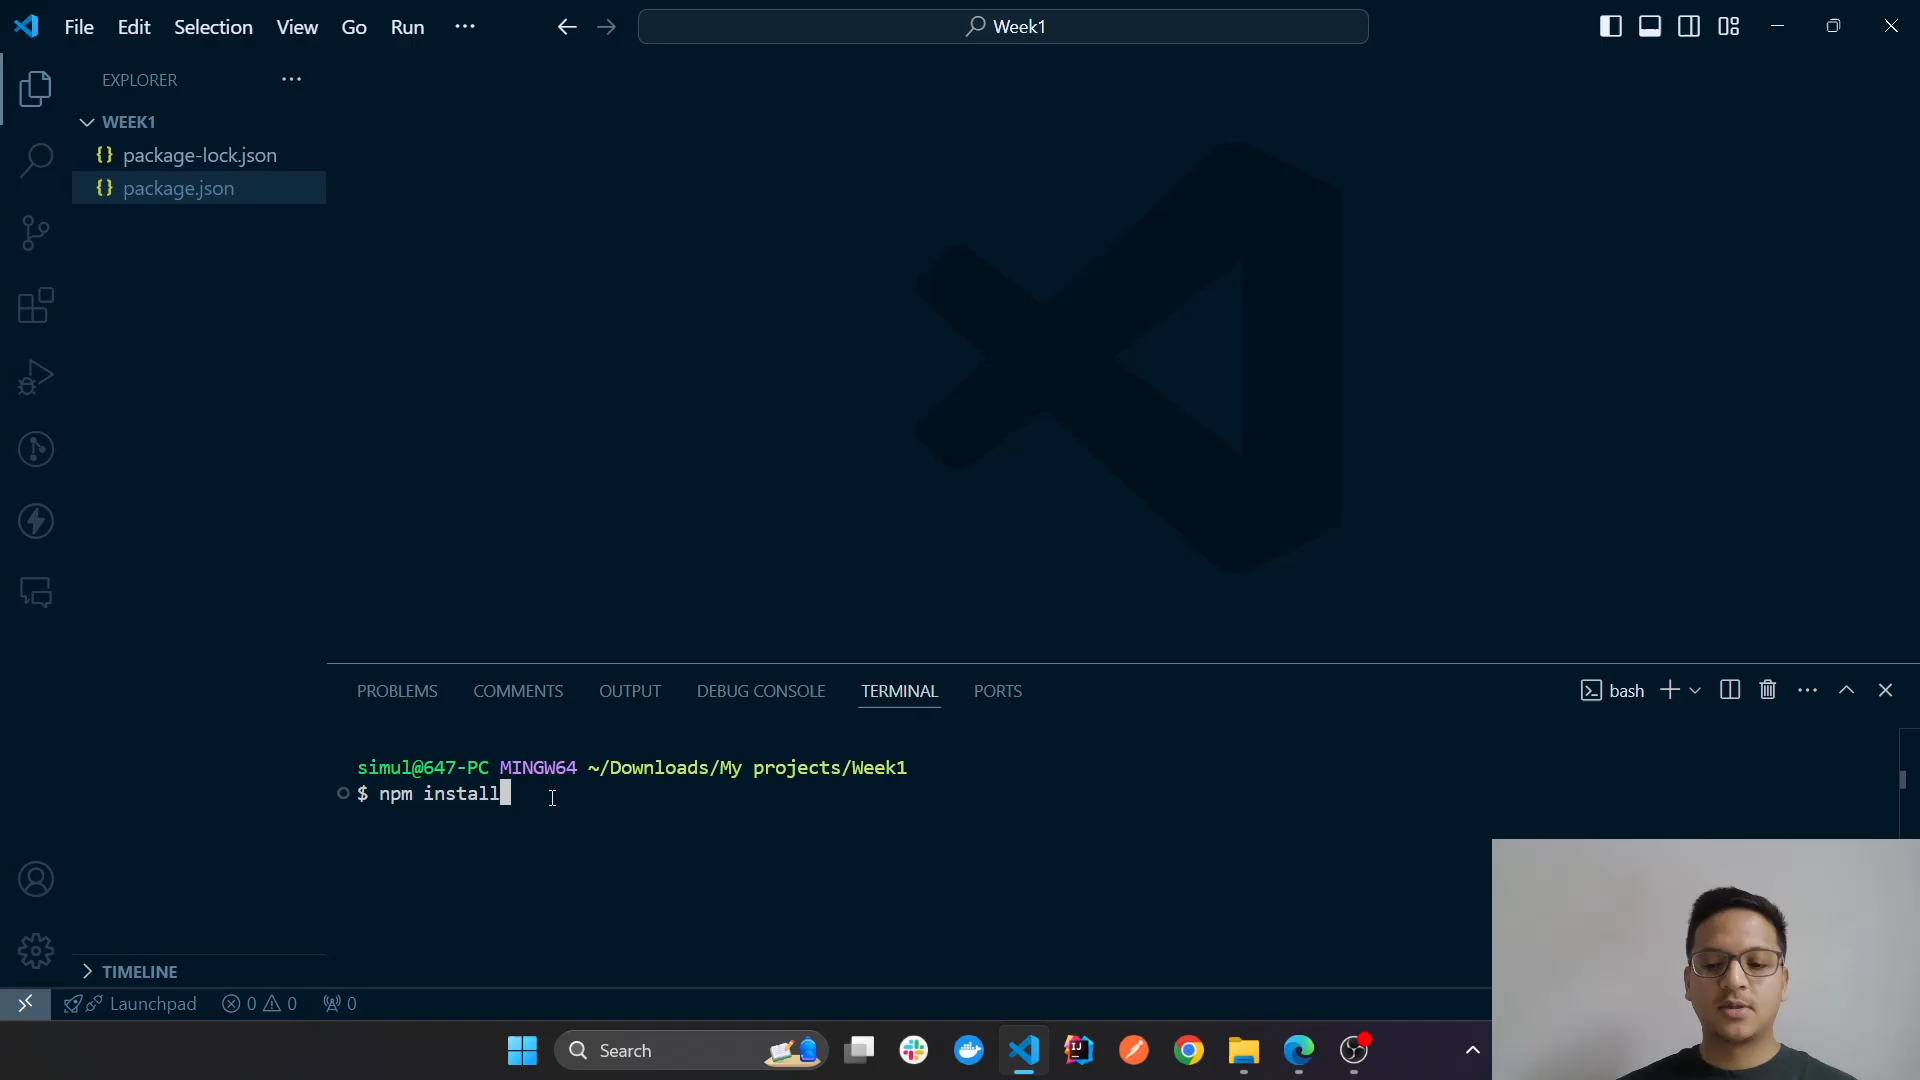 File Edit Selection View Go Run
Week1
EXPLORER
WEEK1
{} package-lock.json
{} package.json
PROBLEMS COMMENTS OUTPUT DEBUG CONSOLE TERMINAL PORTS
bash
simul@647-PC MINGW64 ~/Downloads/My projects/Week1
$ npm install
TIMELINE
Launchpad 0 0 0
Search